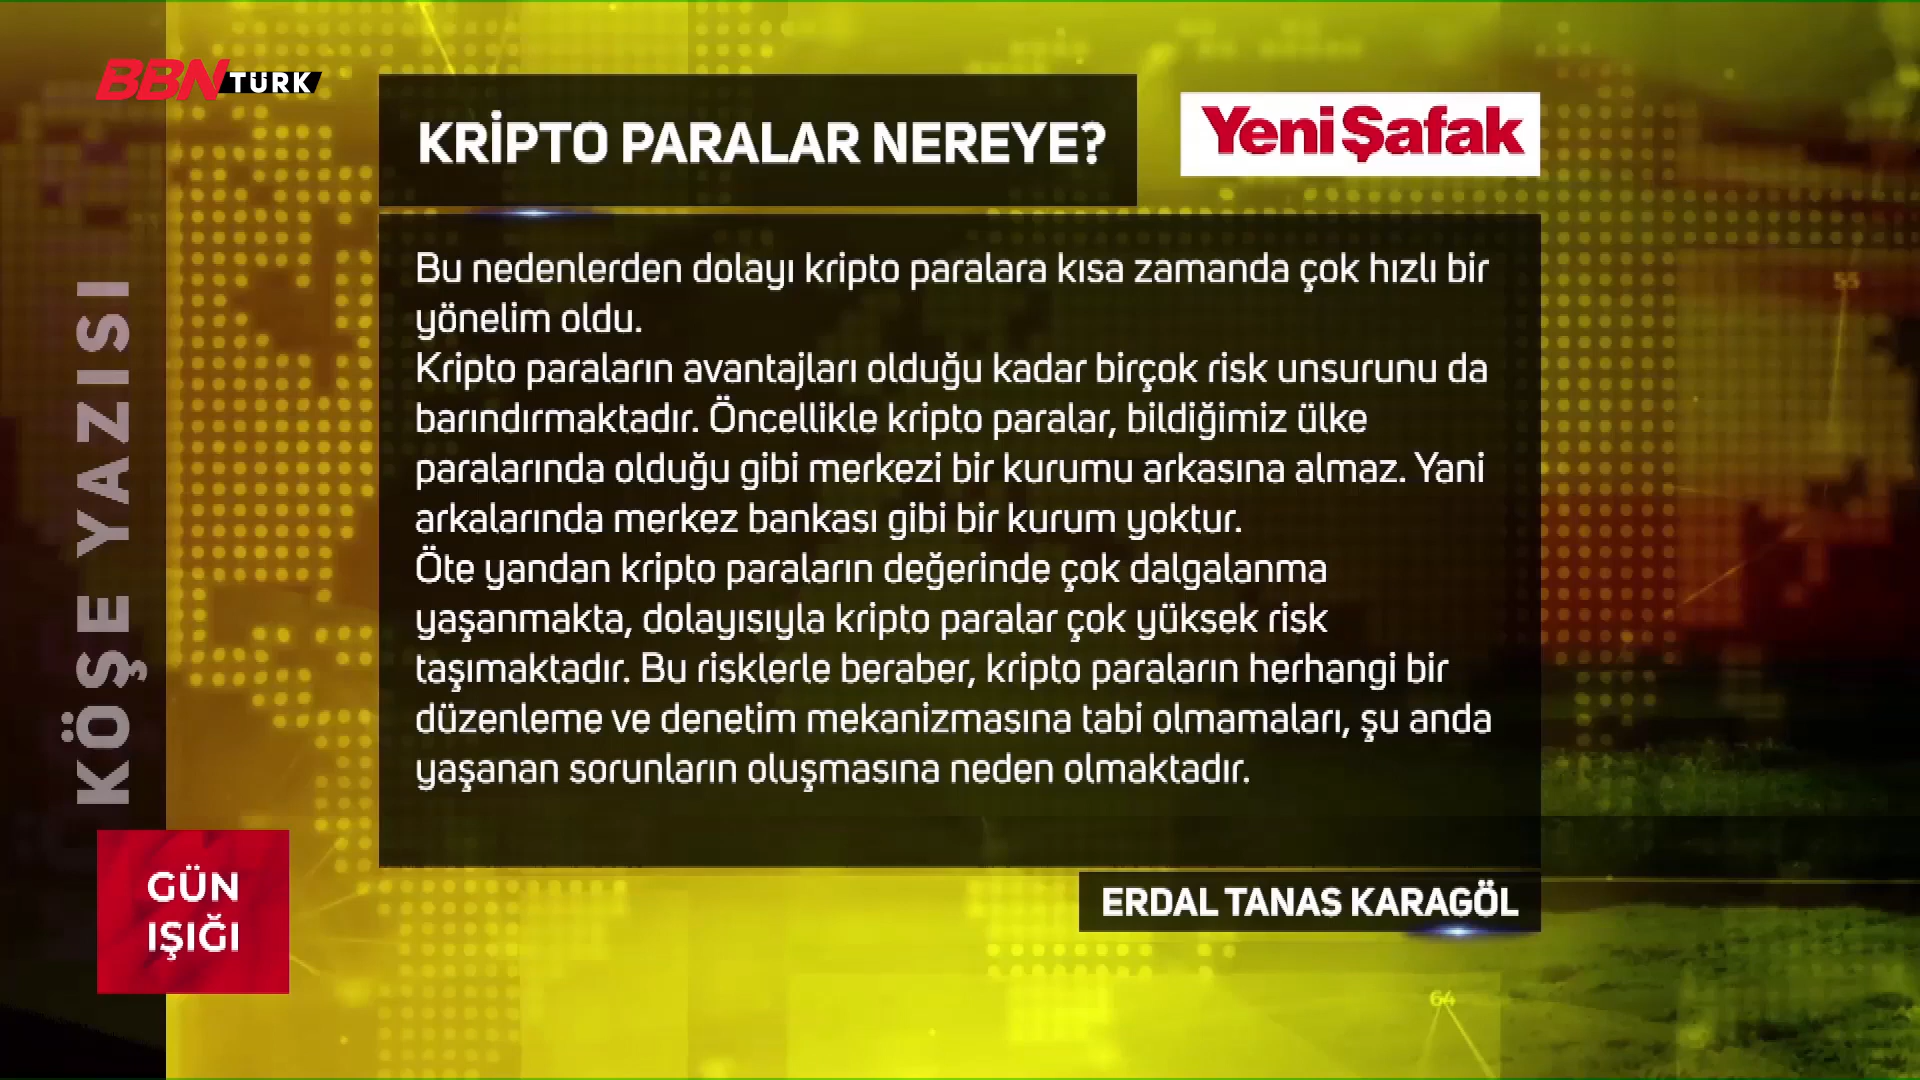 BBN TÜRK
KRİPTO PARALAR NEREYE?
Yeni Şafak
Bu nedenlerden dolayı kripto paralara kısa zamanda çok hızlı bir
yönelim oldu.
Kripto paraların avantajları olduğu kadar birçok risk unsurunu da
barındırmaktadır. Öncellikle kripto paralar, bildiğimiz ülke
paralarında olduğu gibi merkezi bir kurumu arkasına almaz. Yani
arkalarında merkez bankası gibi bir kurum yoktur.
Öte yandan kripto paraların değerinde çok dalgalanma
yaşanmakta, dolayısıyla kripto paralar çok yüksek risk
taşımaktadır. Bu risklerle beraber, kripto paraların herhangi bir
düzenleme ve denetim mekanizmasına tabi olmamaları, şu anda
yaşanan sorunların oluşmasına neden olmaktadır.
ERDAL TANAS KARAGÖL
KÖŞE YAZISI
GÜN
IŞIĞI
55
64